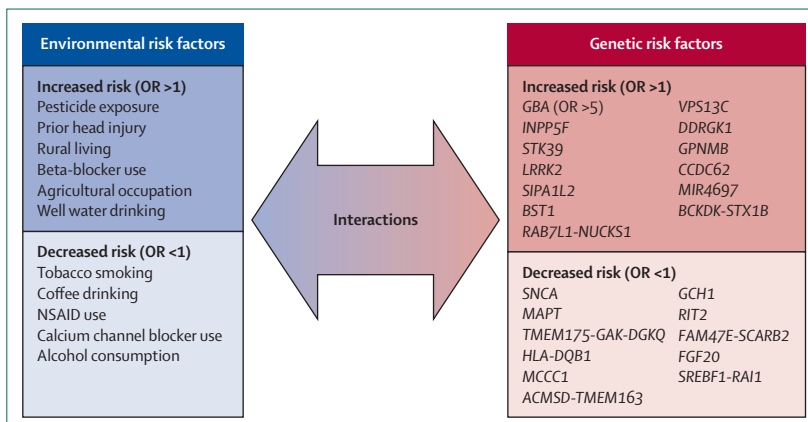 Environmental risk factors
Increased risk (OR >1)
Pesticide exposure
Prior head injury
Rural living
Beta-blocker use
Agricultural occupation
Well water drinking
Decreased risk (OR <1)
Tobacco smoking
Coffee drinking
NSAID use
Calcium channel blocker use
Alcohol consumption
Interactions
Genetic risk factors
Increased risk (OR >1)
GBA (OR >5)
INPP5F
STK39
LRRK2
SIPA1L2
BST1
RAB7L1-NUCKS1
VPS13C
DDRGK1
GPNMB
CCDC62
MIR4697
BCKDK-STX1B
Decreased risk (OR <1)
SNCA
MAPT
TMEM175-GAK-DGKQ
HLA-DQB1
MCCC1
ACMSD-TMEM163
GCH1
RIT2
FAM47E-SCARB2
FGF20
SREBF1-RAI1